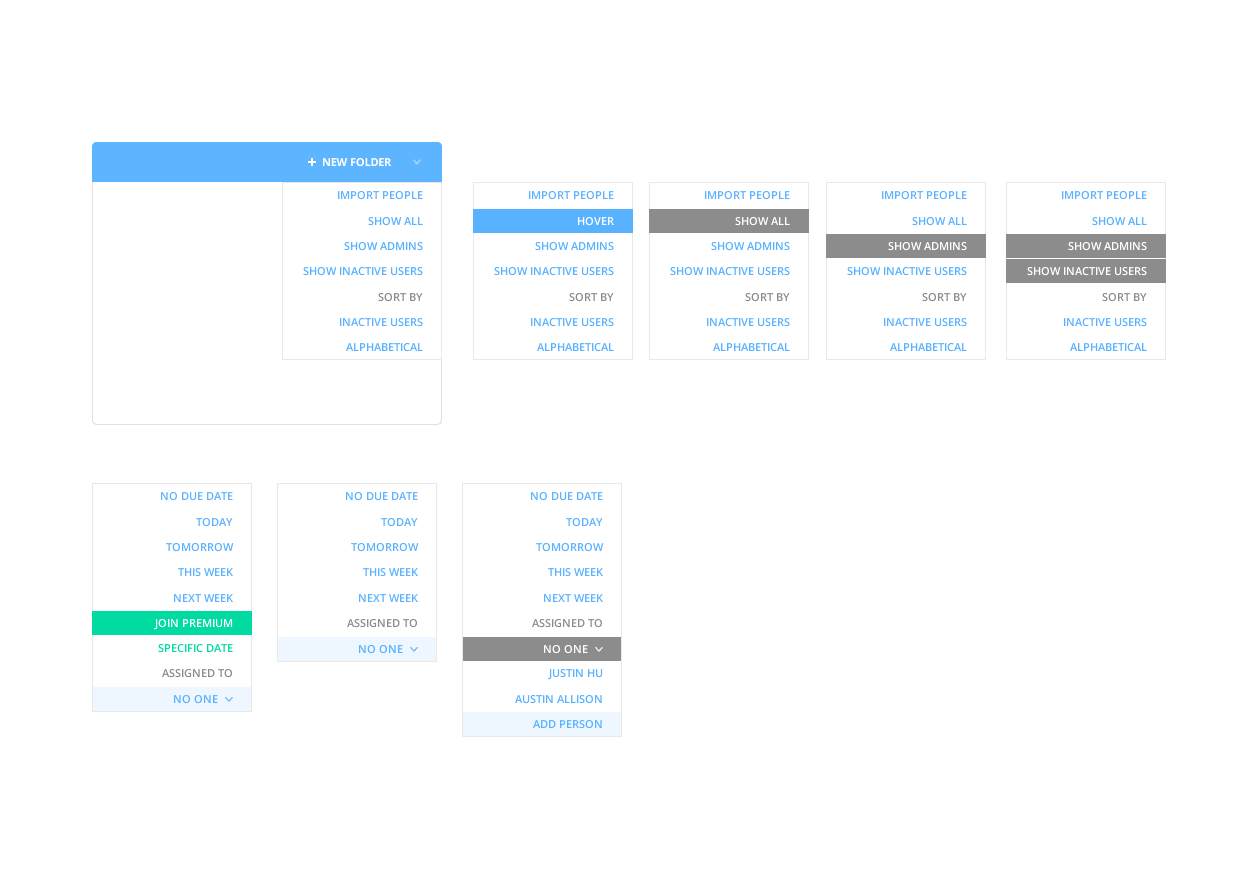 + NEW FOLDER
IMPORT PEOPLE
SHOW ALL
SHOW ADMINS
SHOW INACTIVE USERS
SORT BY
INACTIVE USERS
ALPHABETICAL
IMPORT PEOPLE
HOVER
SHOW ADMINS
SHOW INACTIVE USERS
SORT BY
INACTIVE USERS
ALPHABETICAL
IMPORT PEOPLE
SHOW ALL
SHOW ADMINS
SHOW INACTIVE USERS
SORT BY
INACTIVE USERS
ALPHABETICAL
IMPORT PEOPLE
SHOW ALL
SHOW ADMINS
SHOW INACTIVE USERS
SORT BY
INACTIVE USERS
ALPHABETICAL
IMPORT PEOPLE
SHOW ALL
SHOW ADMINS
SHOW INACTIVE USERS
SORT BY
INACTIVE USERS
ALPHABETICAL
NO DUE DATE
TODAY
TOMORROW
THIS WEEK
NEXT WEEK
JOIN PREMIUM
SPECIFIC DATE
ASSIGNED TO
NO ONE
NO DUE DATE
TODAY
TOMORROW
THIS WEEK
NEXT WEEK
ASSIGNED TO
NO ONE
NO DUE DATE
TODAY
TOMORROW
THIS WEEK
NEXT WEEK
ASSIGNED TO
NO ONE
JUSTIN HU
AUSTIN ALLISON
ADD PERSON